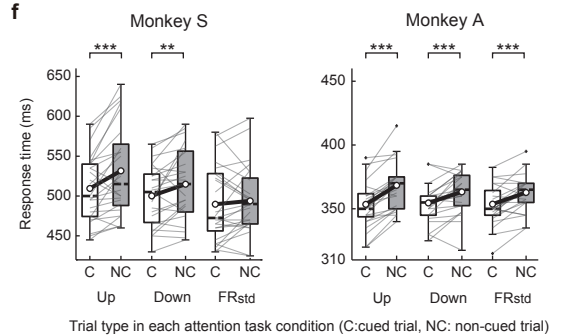 f
Monkey S Monkey A
*** ** *** *** ***
650
600
550
500
450
Response time (ms)
450
400
350
310
C NC C NC C NC C NC C NC C NC
Up Down FRstd Up Down FRstd
Trial type in each attention task condition (C:cued trial, NC: non-cued trial)